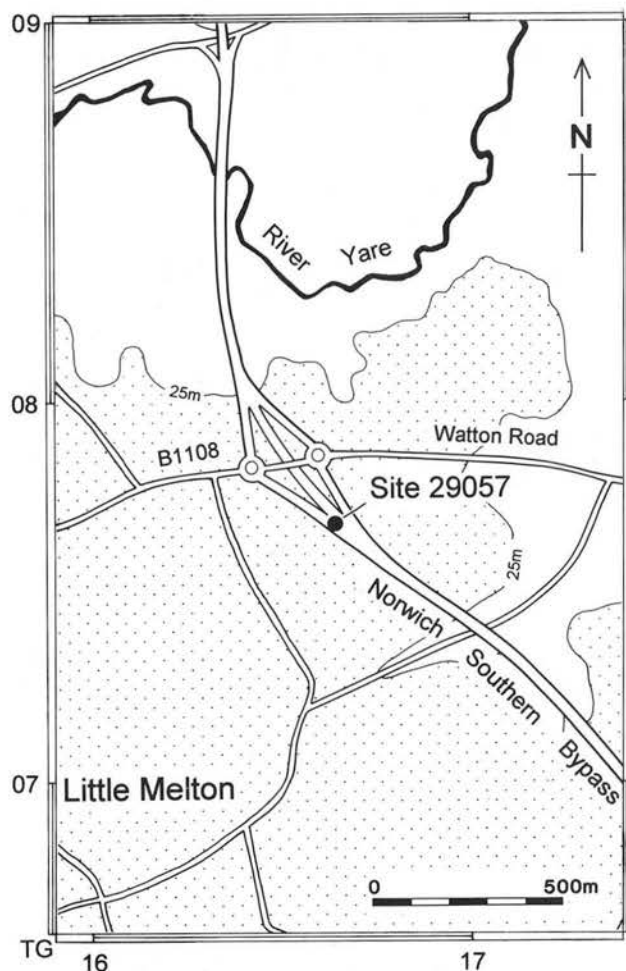 09
N
River Yare
25m
08
B1108
Watton Road
Site 29057
25m
Norwich
Southern
Bypass
07
Little Melton
0 500m
TG
16 17